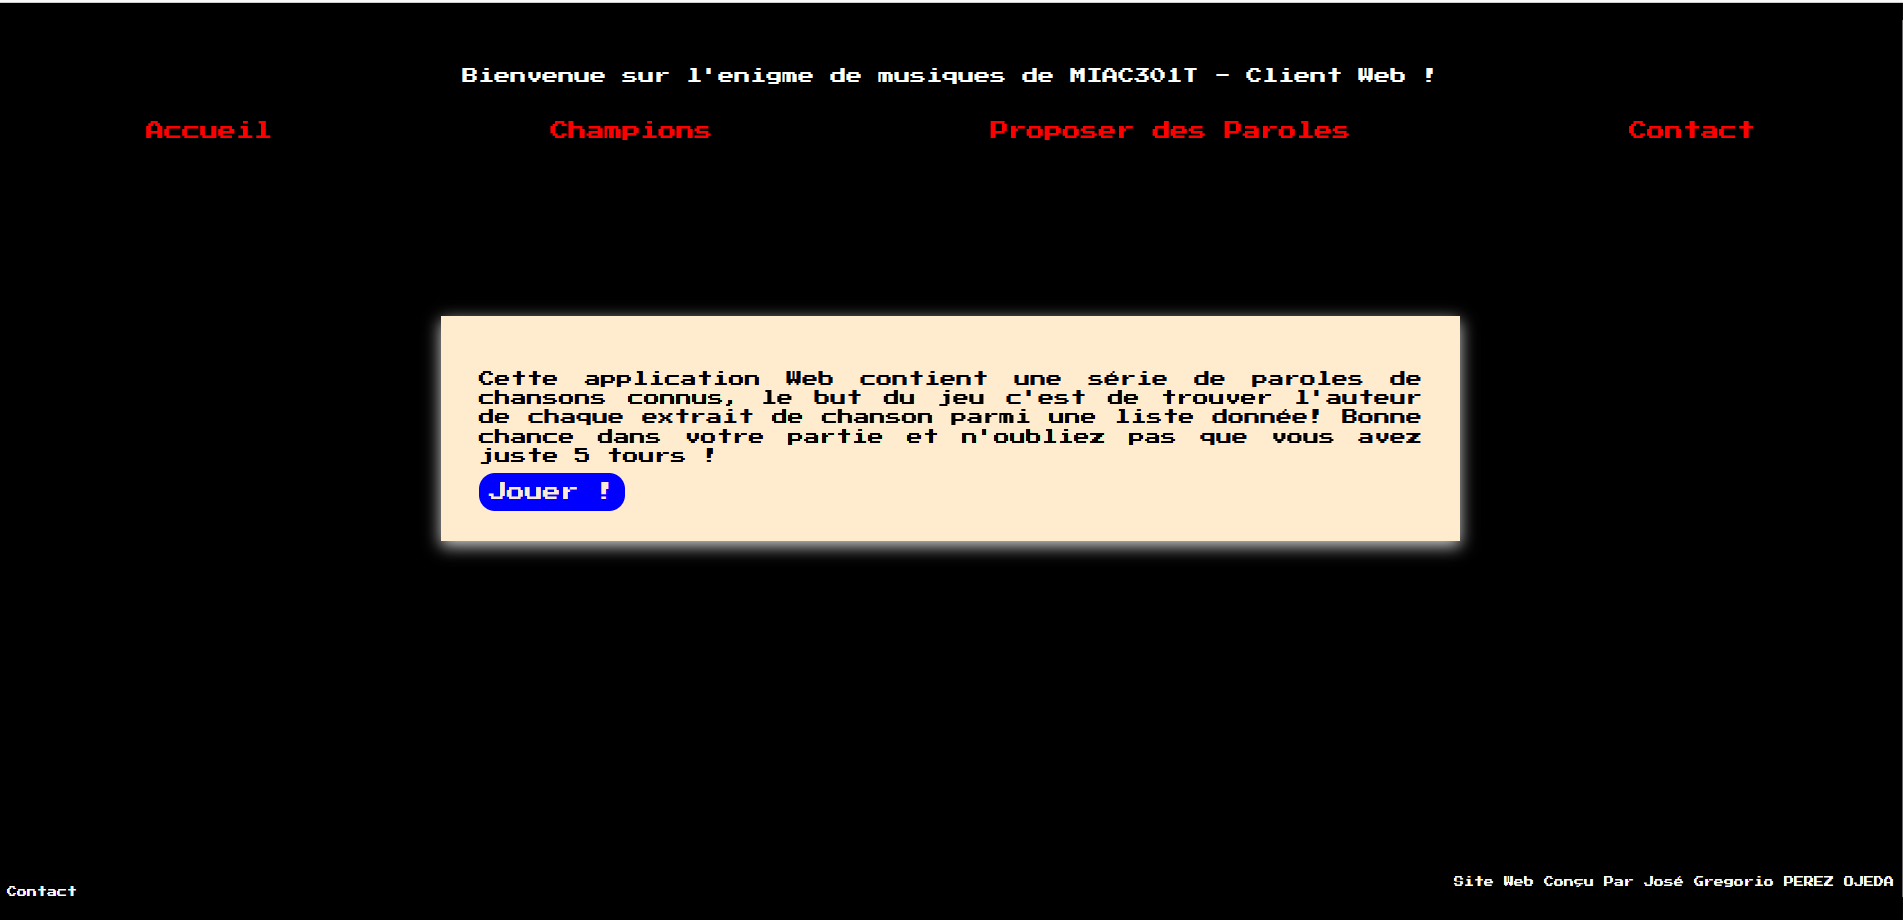 Bienvenue sur l'enigme de musiques de MIAC301T - Client Web !
Accueil Champions Proposer des Paroles Contact
Cette application Web contient une série de paroles de
chansons connus, le but du jeu c'est de trouver l'auteur
de chaque extrait de chanson parmi une liste donnée! Bonne
chance dans votre partie et n'oubliez pas que vous avez
juste 5 tours !
Jouer !
Contact
Site Web Conçu Par José Gregorio PEREZ OJEDA